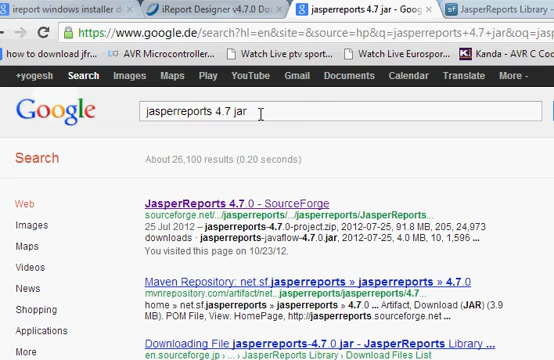 ireport windows installer d
iReport Designer v4.7.0 Dou
jasperreports 4.7 jar - Goog
JasperReports Library -
https://www.google.de/search?hl=en&site=&source=hp&q=jasperreports+4.7+jar&oq=jasp
how to download jfr...
AVR Microcontroller...
Watch Live ptv sport...
Watch Live Eurospor...
Kanda - AVR C Coo
+yogesh Search Images Maps Play YouTube Gmail Documents Calendar Translate More -
Google
jasperreports 4.7 jar
Search
About 26,100 results (0.20 seconds)
Web
JasperReports 4.7.0 - SourceForge
sourceforge.net/.../jasperreports/...jasperreports/JasperReports...
25 Jul 2012 – jasperreports-4.7.0-project.zip, 2012-07-25, 91.8 MB, 205, 24,973
downloads · jasperreports-javaflow-4.7.0.jar, 2012-07-25, 4.0 MB, 10, 1,596 ...
You visited this page on 10/23/12.
Images
Maps
Videos
News
Shopping
Applications
More
Maven Repository: net.sf.jasperreports » jasperreports » 4.7.0
mvnrepository.com/artifact/net...jasperreports/jasperreports/4.7...
home » net.sf.jasperreports » jasperreports » 4.7.0 ... Artifact, Download (JAR) (3.9
MB). POM File, View. HomePage, http://jasperreports.sourceforge.net ...
Downloading File jasperreports-4.7.0.jar - JasperReports Library ...
en.sourceforge.jp › ... › JasperReports Library › Download Files List